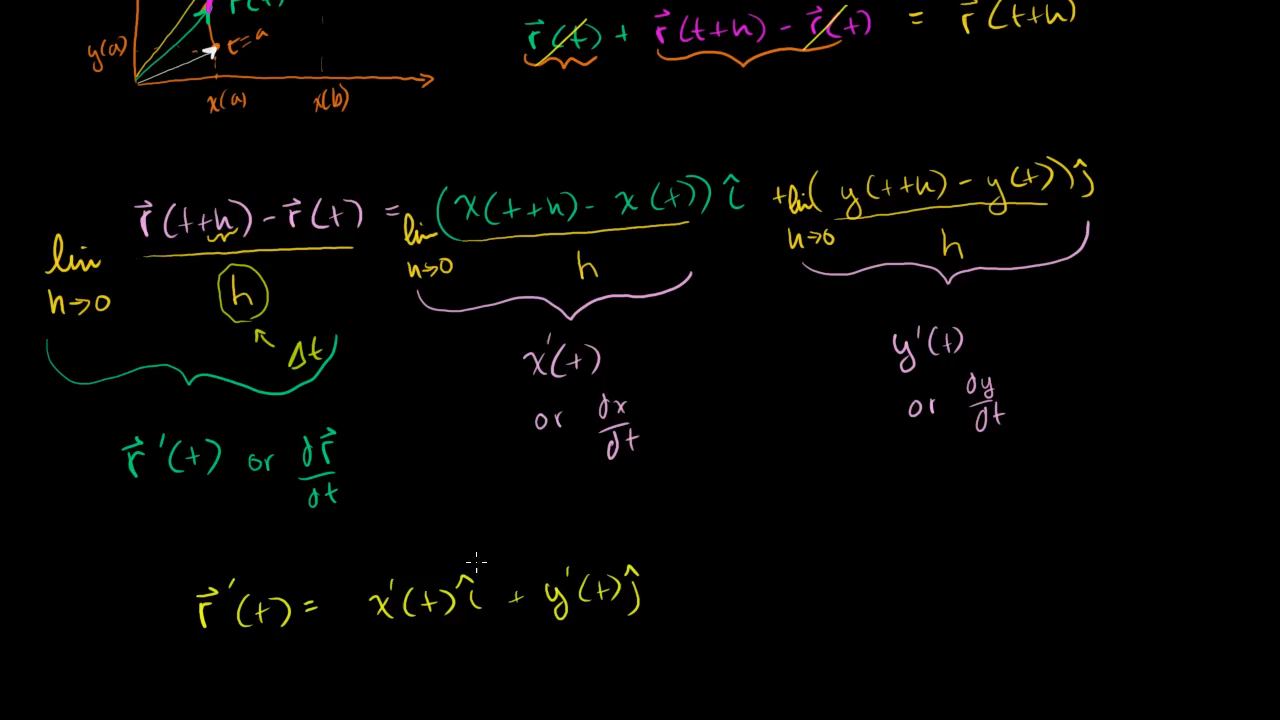 r⃗(t)
y(a)
t=a
x(a) x(b)
r⃗(t) + r⃗(t+h) - r⃗(t) = r⃗(t+h)
lim h→0 r⃗(t+h) - r⃗(t) / h = lim h→0 (x(t+h) - x(t)) / h î + lim h→0 (y(t+h) - y(t)) / h ĵ
Δt
x'(t) y'(t)
or dx/dt or dy/dt
r⃗'(t) or dr⃗/dt
r⃗'(t) = x'(t) î + y'(t) ĵ